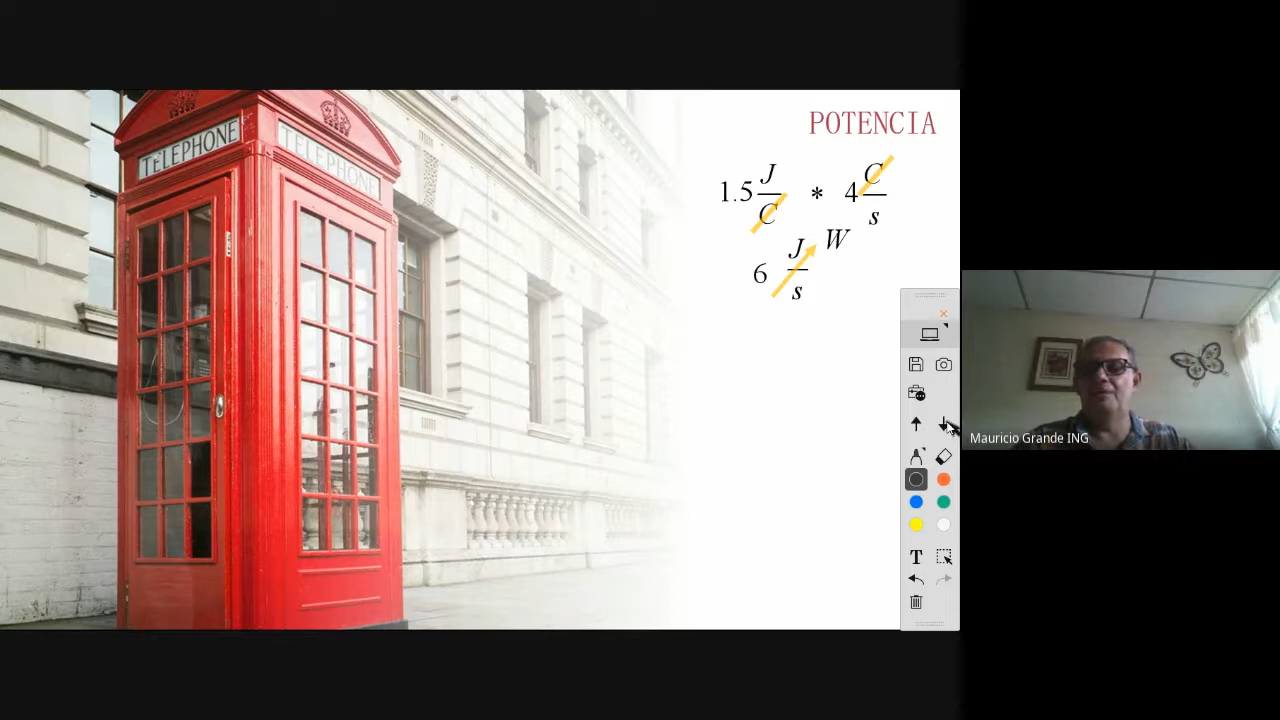 TELEPHONE
TELEPHONE
POTENCIA
1.5 J/C * 4 C/s
6 J/s W
T
Mauricio Grande ING